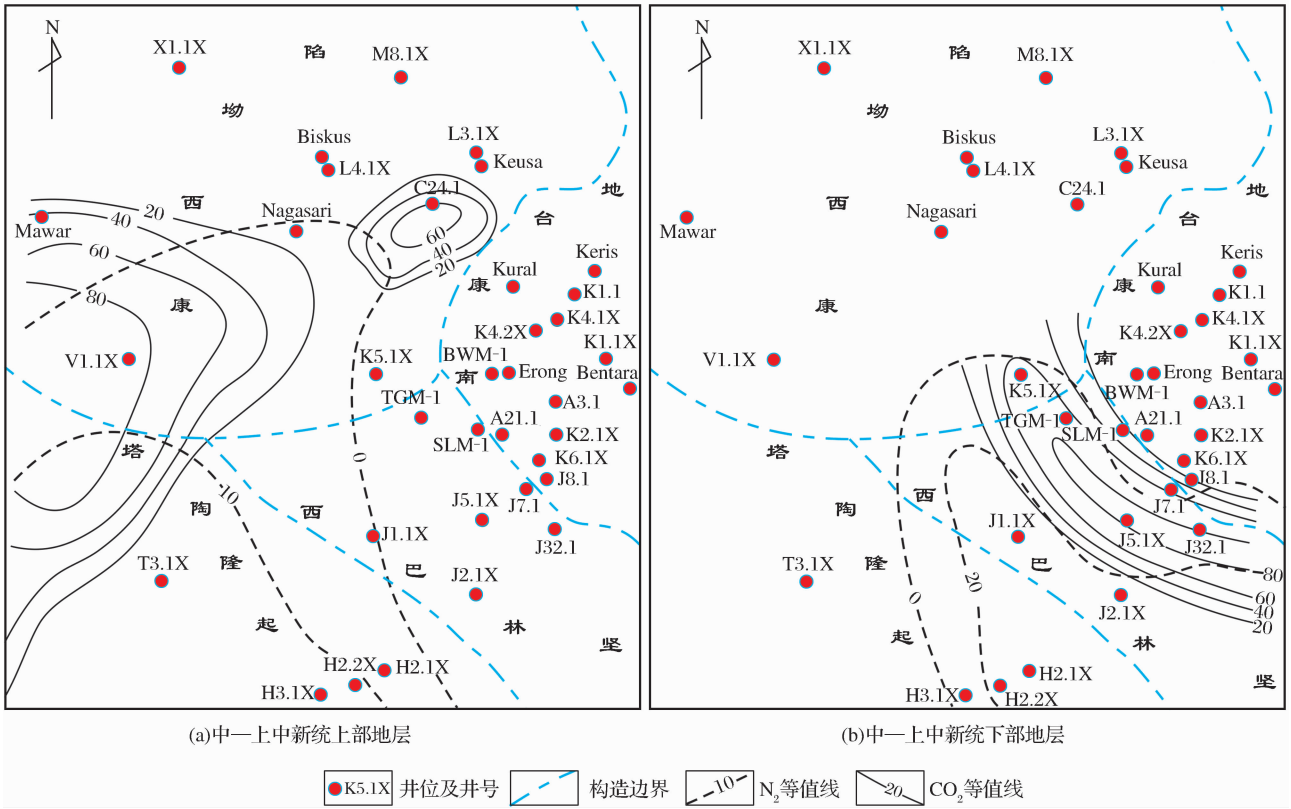 N
X1.1X
陷
M8.1X
坳
Biskus
L4.1X
L3.1X
Keusa
C24.1
西
地
台
20
40
60
80
Mawar
Nagasari
60
40
20
Kural
Keris
康
康
K1.1
K4.1X
K4.2X
V1.1X
K5.1X
BWM-1
Erong
K1.1X
Bentara
南
TGM-1
A3.1
A21.1
SLM-1
K2.1X
塔
0
K6.1X
J8.1
10
J7.1
陶
西
J5.1X
J1.1X
J32.1
T3.1X
隆
巴
J2.1X
起
林
坚
H2.2X
H2.1X
H3.1X
(a)中—上中新统上部地层
N
X1.1X
陷
M8.1X
坳
Biskus
L4.1X
L3.1X
Keusa
C24.1
西
地
台
Mawar
Nagasari
Kural
Keris
康
康
K1.1
K4.1X
K4.2X
V1.1X
K5.1X
南
K1.1X
BWM-1
Erong
Bentara
TGM-1
A3.1
SLM-1
A21.1
K2.1X
塔
K6.1X
J8.1
J7.1
陶
西
J1.1X
J5.1X
J32.1
T3.1X
隆
巴
0
20
80
60
40
20
J2.1X
起
林
坚
H2.1X
H3.1X
H2.2X
(b)中—上中新统下部地层
K5.1X
井位及井号
构造边界
10
N₂等值线
20
CO₂等值线